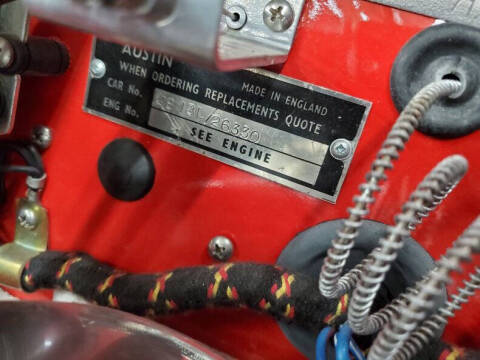 AUSTIN MADE IN ENGLAND
WHEN ORDERING REPLACEMENTS QUOTE
CAR No.
ENG No. SEE ENGINE